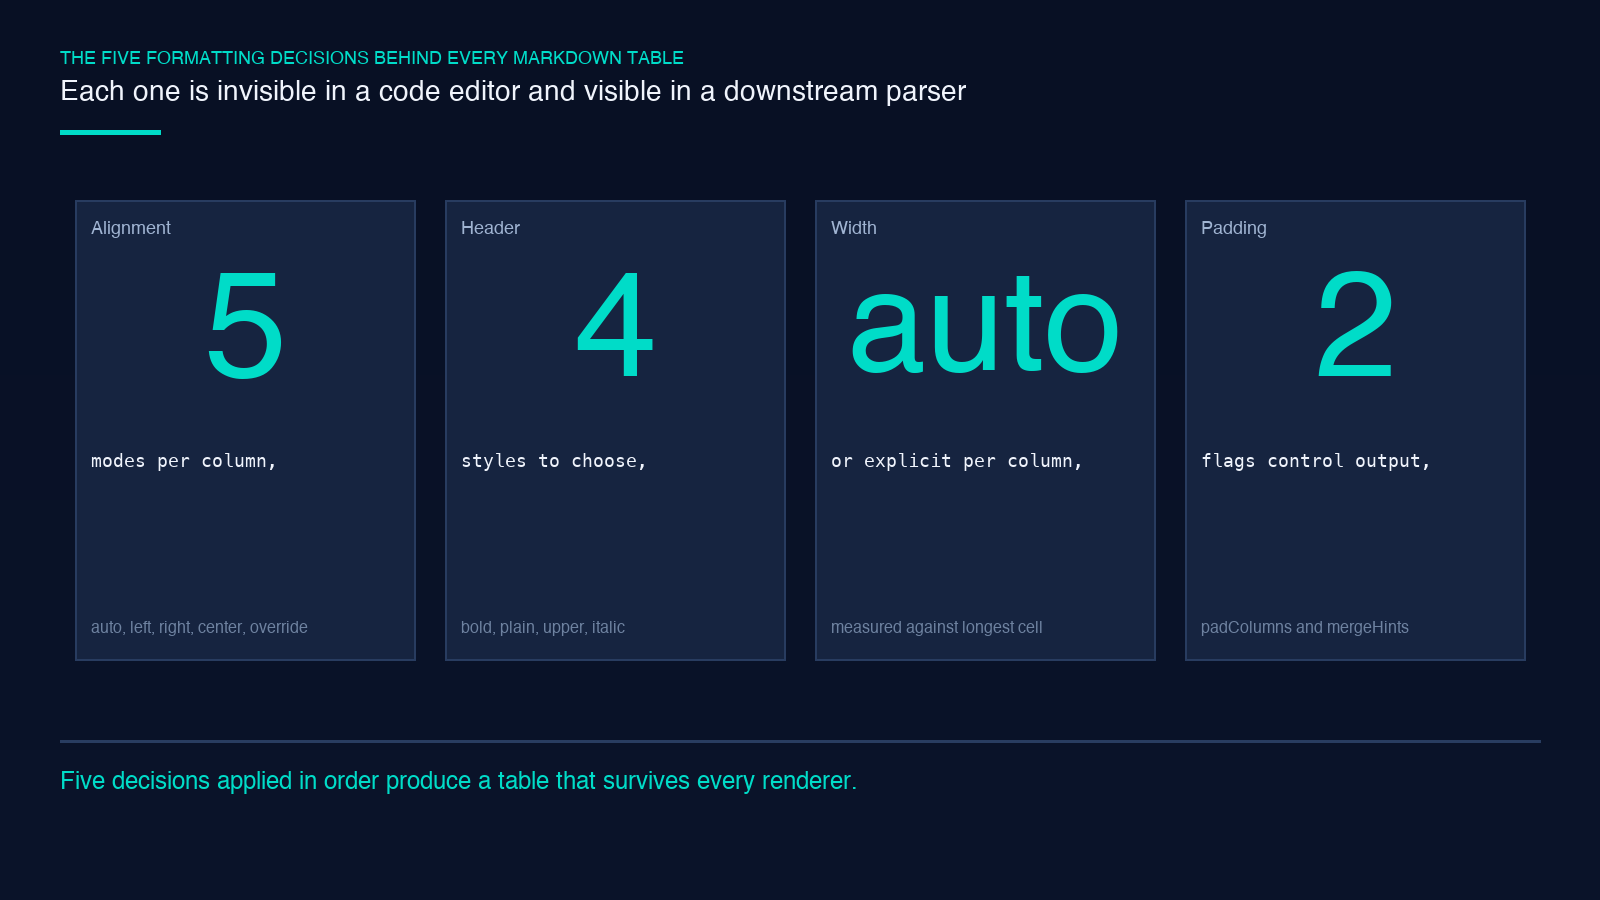 THE FIVE FORMATTING DECISIONS BEHIND EVERY MARKDOWN TABLE
Each one is invisible in a code editor and visible in a downstream parser
Alignment
5
modes per column,
auto, left, right, center, override
Header
4
styles to choose,
bold, plain, upper, italic
Width
auto
or explicit per column,
measured against longest cell
Padding
2
flags control output,
padColumns and mergeHints
Five decisions applied in order produce a table that survives every renderer.